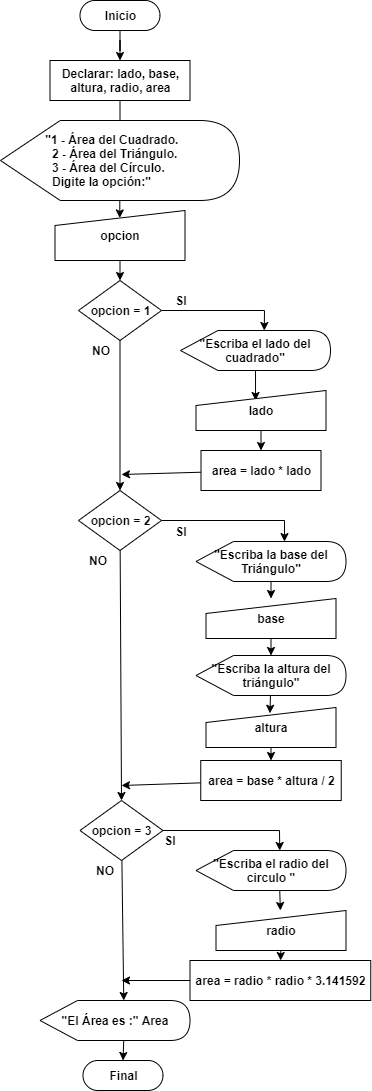 Inicio
Declarar: lado, base,
altura, radio, area
"1 - Área del Cuadrado.
2 - Área del Triángulo.
3 - Área del Círculo.
Digite la opción:"
opcion
opcion = 1
SI
NO
"Escriba el lado del
cuadrado"
lado
area = lado * lado
opcion = 2
SI
NO
"Escriba la base del
Triángulo"
base
"Escriba la altura del
triángulo"
altura
area = base * altura / 2
opcion = 3
SI
NO
"Escriba el radio del
circulo "
radio
area = radio * radio * 3.141592
"El Área es :" Area
Final